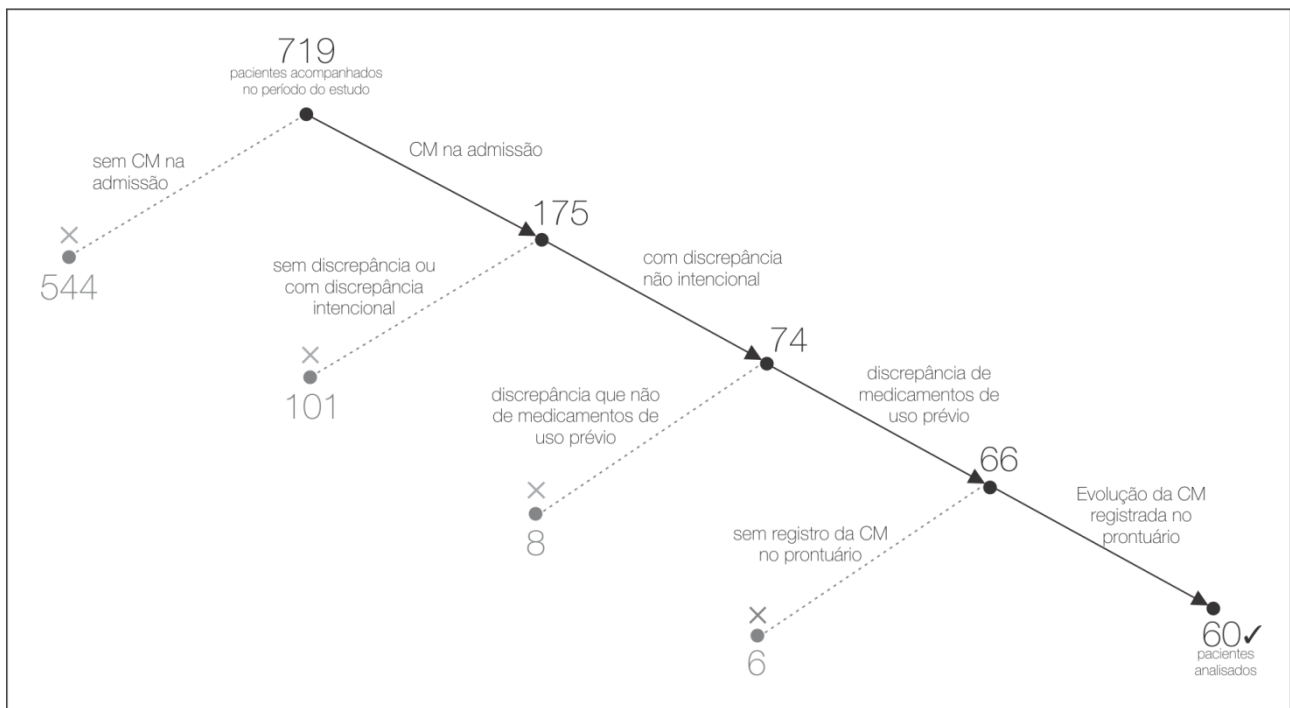 719
pacientes acompanhados
no período do estudo
sem CM na
admissão
CM na admissão
544
175
sem discrepância ou
com discrepância
intencional
com discrepância
não intencional
101
74
discrepância que não
de medicamentos de
uso prévio
discrepância de
medicamentos de
uso prévio
8
66
sem registro da CM
no prontuário
Evolução da CM
registrada no
prontuário
6
60✓
pacientes
analisados